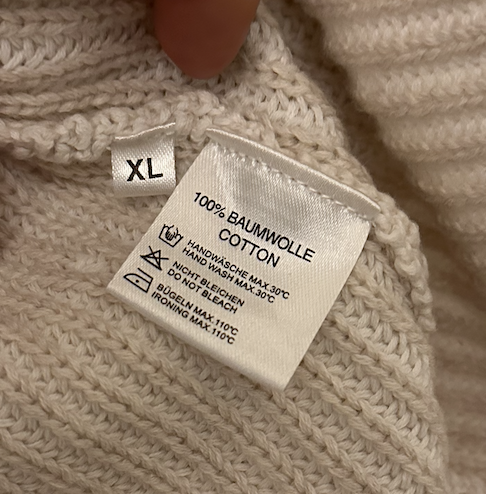 XL
100% BAUMWOLLE
COTTON
HANDWÄSCHE MAX.30°C
HAND WASH MAX.30°C
NICHT BLEICHEN
DO NOT BLEACH
BÜGELN MAX.110°C
IRONING MAX.110°C